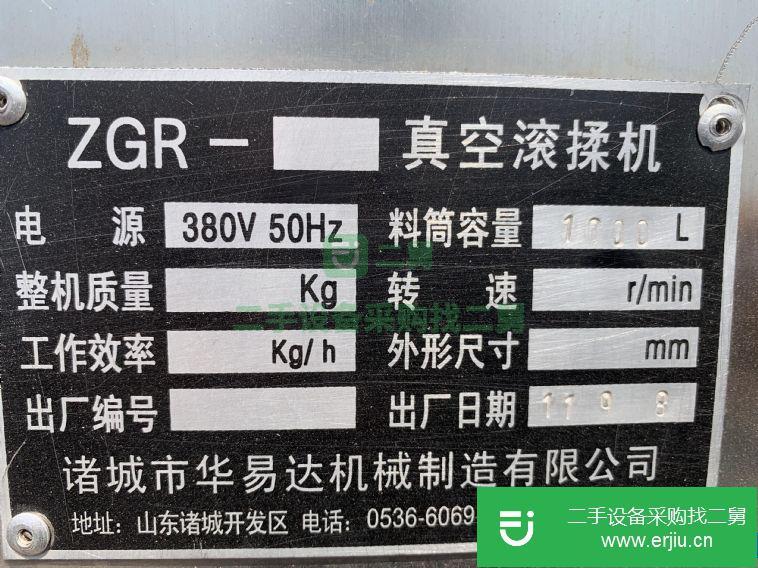 ZGR - 真空滚揉机
电 源 380V 50Hz 料筒容量 1000 L
整机质量 Kg 转 速 r/min
工作效率 Kg/h 外形尺寸 mm
出厂编号 出厂日期
诸城市华易达机械制造有限公司
地址: 山东诸城开发区 电话: 0536-6069
二舅
二手设备采购找二舅
二手设备采购找二舅
www.erjiu.cn